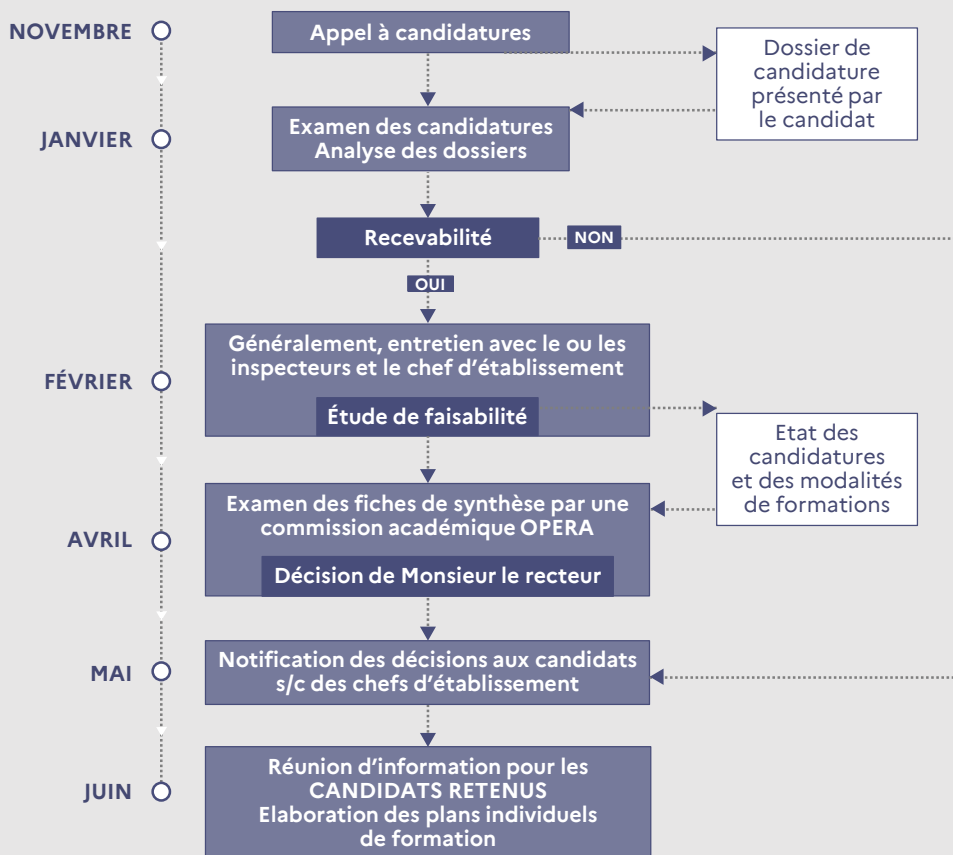 NOVEMBRE
Appel à candidatures
Dossier de
candidature
présenté par
le candidat
JANVIER
Examen des candidatures
Analyse des dossiers
Recevabilité
NON
OUI
FÉVRIER
Généralement, entretien avec le ou les
inspecteurs et le chef d'établissement
Étude de faisabilité
Etat des
candidatures
et des modalités
de formations
AVRIL
Examen des fiches de synthèse par une
commission académique OPERA
Décision de Monsieur le recteur
MAI
Notification des décisions aux candidats
s/c des chefs d'établissement
JUIN
Réunion d'information pour les
CANDIDATS RETENUS
Elaboration des plans individuels
de formation